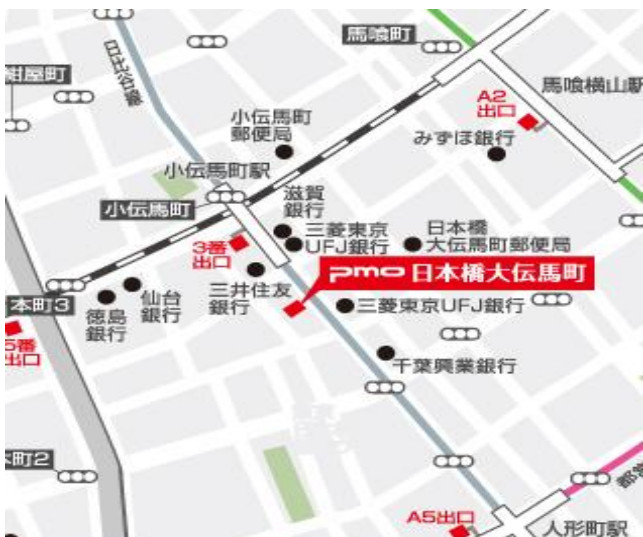 馬喰町
日比谷線
紺屋町
馬喰横山駅
A2
出口
小伝馬町
郵便局
みずほ銀行
小伝馬町駅
滋賀
銀行
小伝馬町
三菱東京
UFJ銀行
日本橋
大伝馬町郵便局
3番
出口
pmo 日本橋大伝馬町
三井住友
銀行
仙台
銀行
徳島
銀行
本町3
三菱東京UFJ銀行
5番
出口
千葉興業銀行
本町2
A5出口
人形町駅